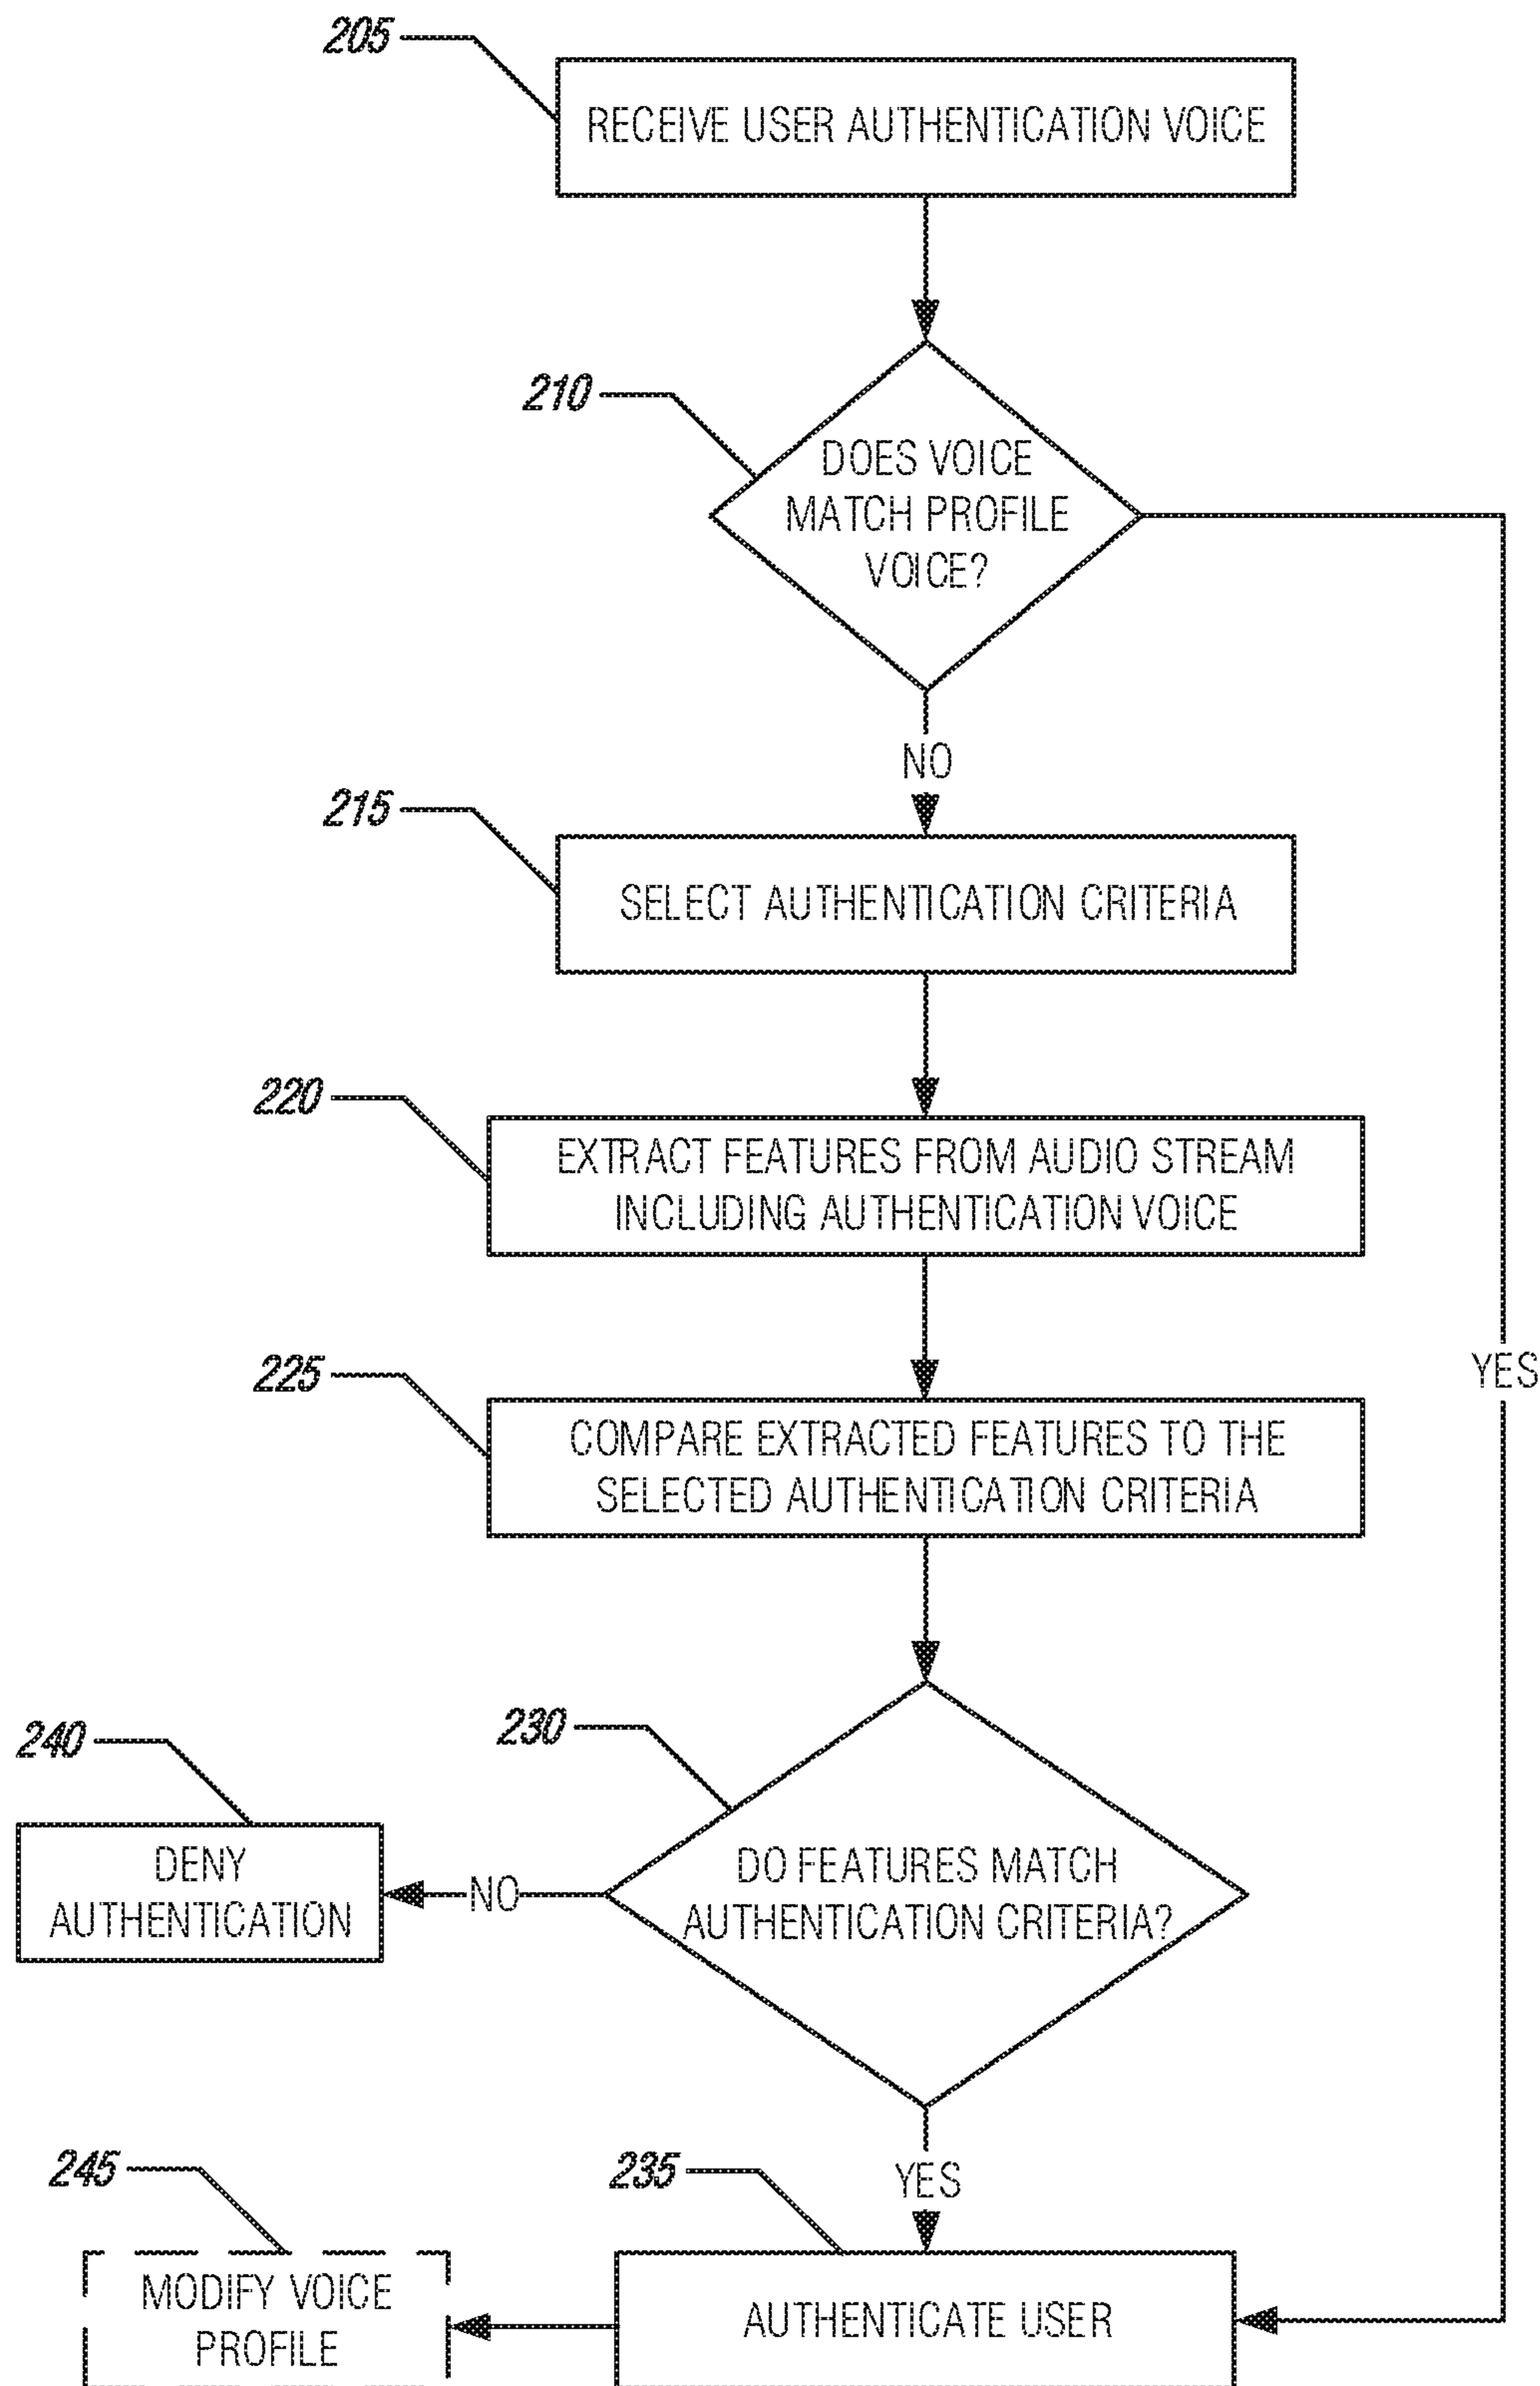 205
RECEIVE USER AUTHENTICATION VOICE
210
DOES VOICE
MATCH PROFILE
VOICE?
NO
215
SELECT AUTHENTICATION CRITERIA
220
EXTRACT FEATURES FROM AUDIO STREAM
INCLUDING AUTHENTICATION VOICE
YES
225
COMPARE EXTRACTED FEATURES TO THE
SELECTED AUTHENTICATION CRITERIA
230
DO FEATURES MATCH
AUTHENTICATION CRITERIA?
240
DENY
AUTHENTICATION
NO
YES
245
MODIFY VOICE
PROFILE
235
AUTHENTICATE USER